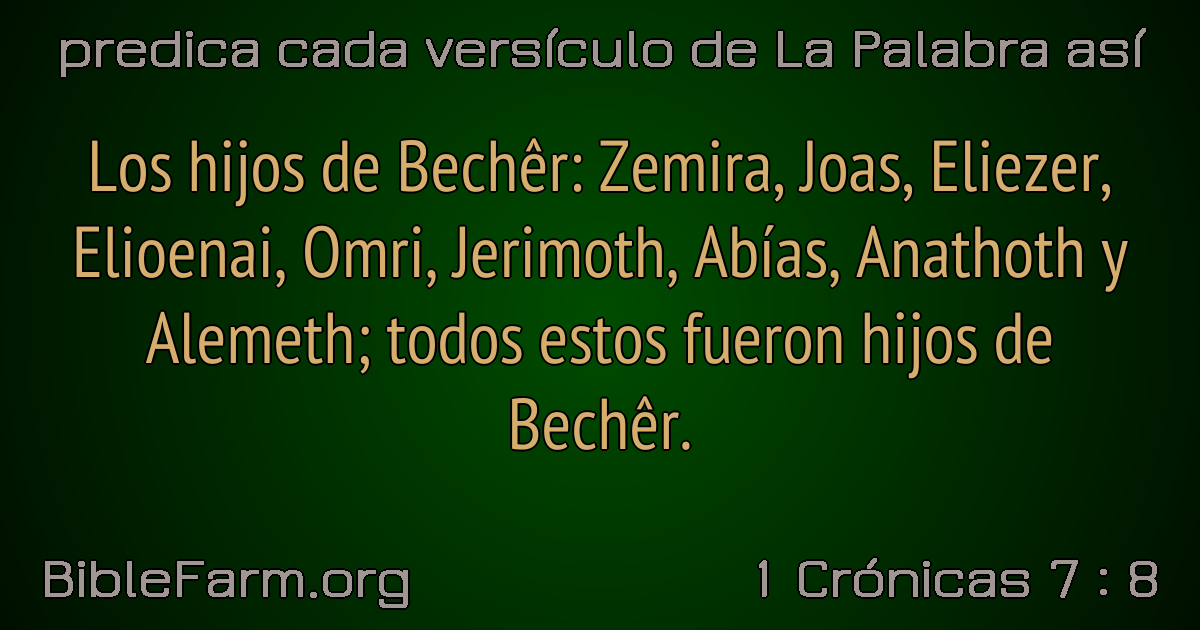 predica cada versículo de La Palabra así
Los hijos de Bechêr: Zemira, Joas, Eliezer,
Elioenai, Omri, Jerimoth, Abías, Anathoth y
Alemeth; todos estos fueron hijos de
Bechêr.
BibleFarm.org
1 Crónicas 7 : 8